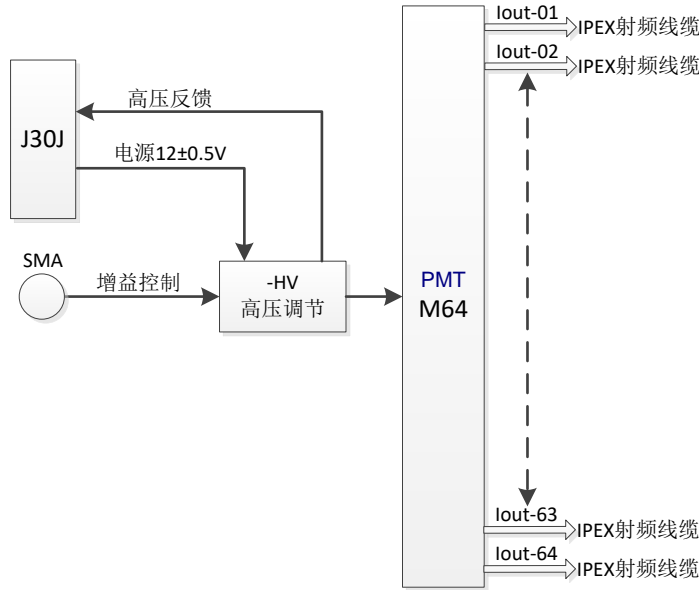 Iout-01
IPEX射频线缆
Iout-02
IPEX射频线缆
高压反馈
J30J
电源12±0.5V
SMA
增益控制
-HV
高压调节
PMT
M64
Iout-63
IPEX射频线缆
Iout-64
IPEX射频线缆